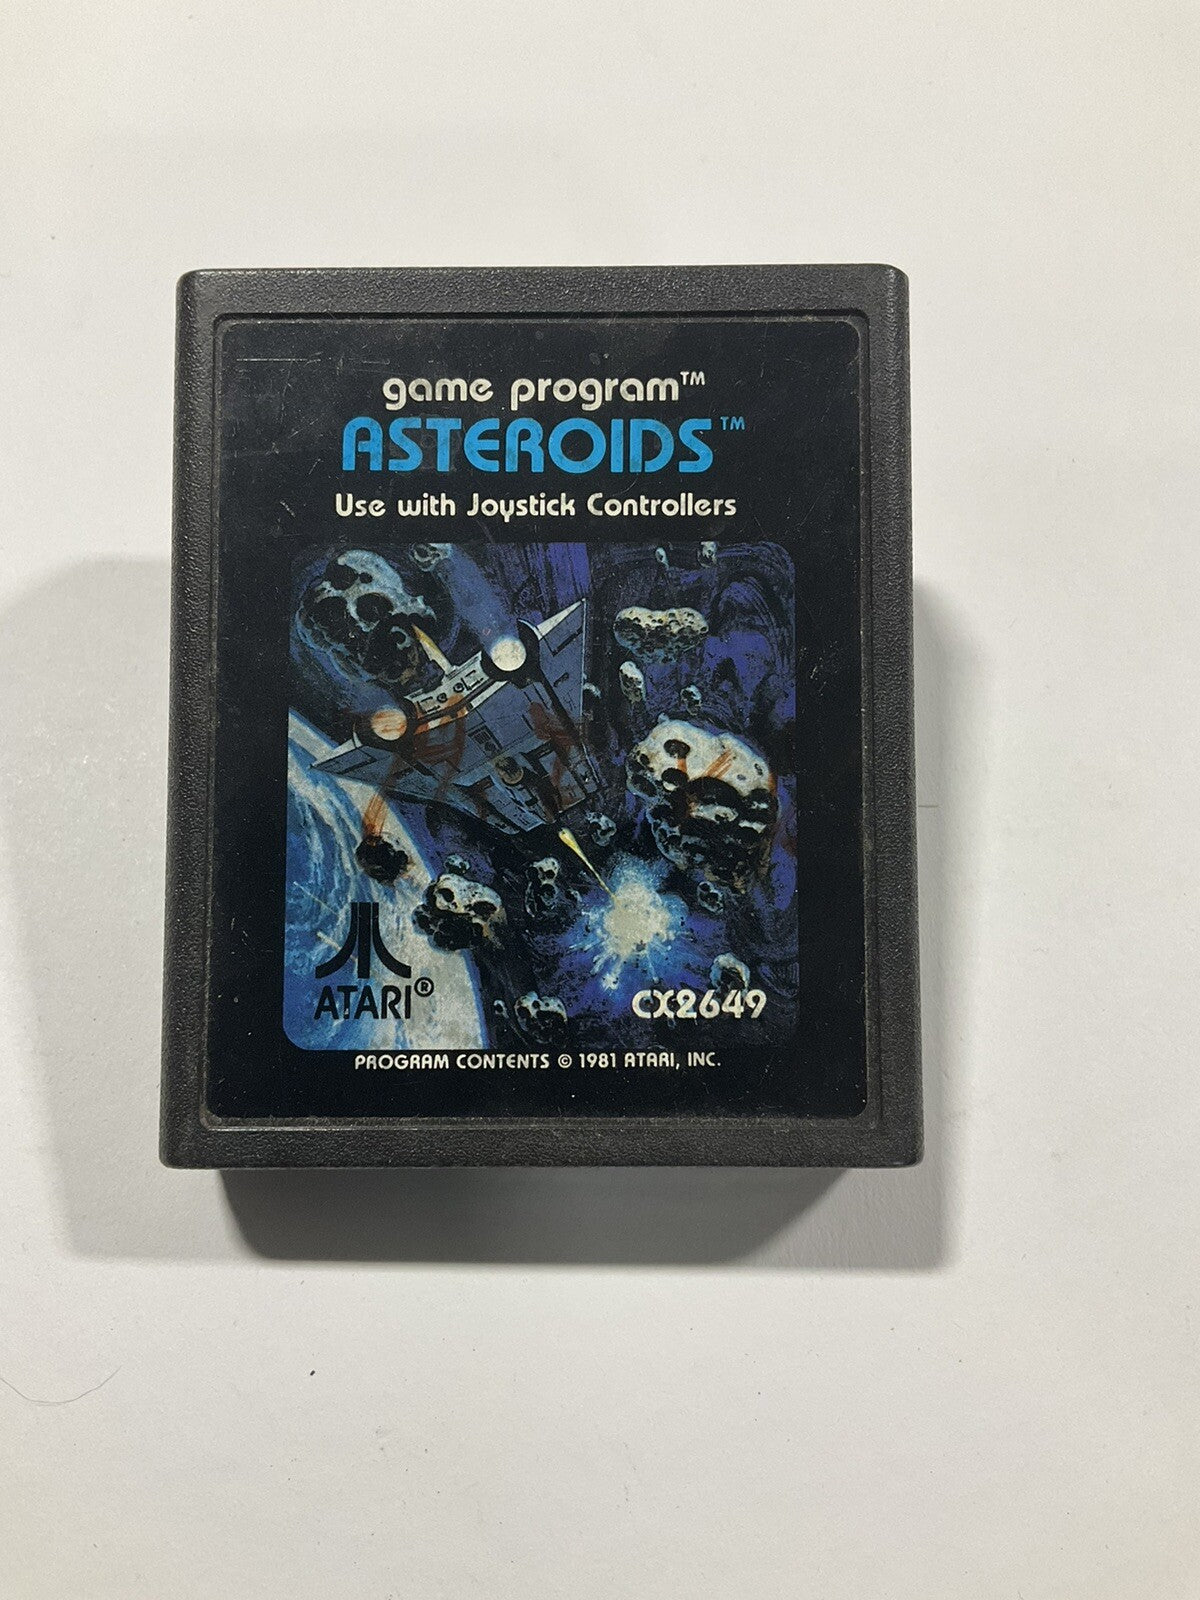 game program™
ASTEROIDS™
Use with Joystick Controllers
ATARI®
CX2649
PROGRAM CONTENTS © 1981 ATARI, INC.